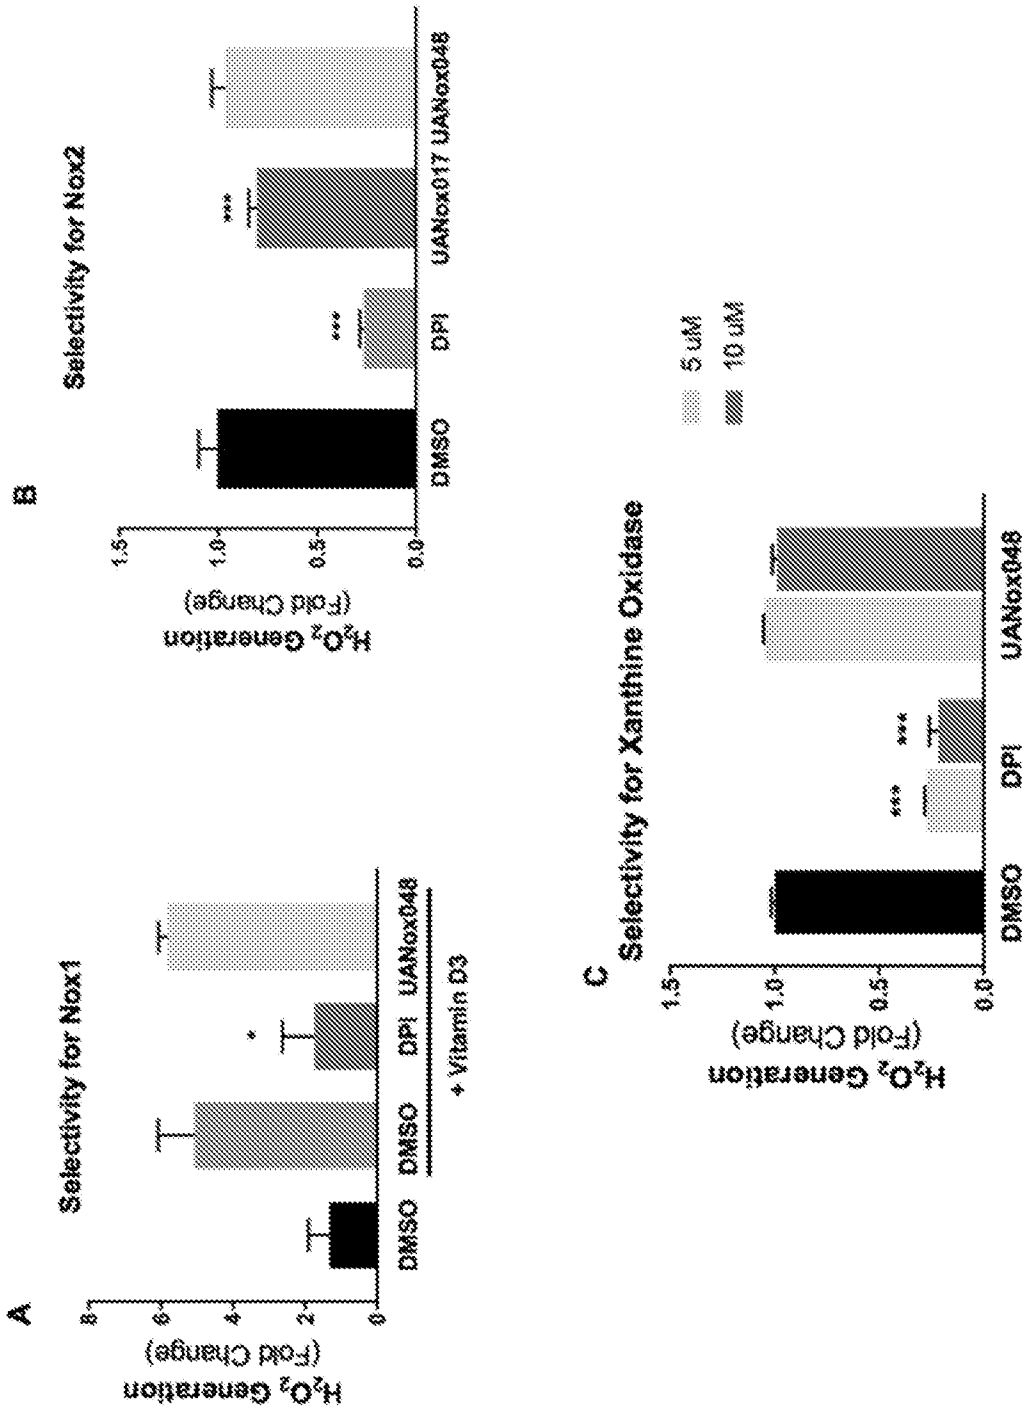 A
Selectivity for Nox1
H₂O₂ Generation
(Fold Change)
8
6
4
2
0
DMSO DMSO DPI UANox048
+ Vitamin D3
*
B
Selectivity for Nox2
H₂O₂ Generation
(Fold Change)
1.5
1.0
0.5
0.0
DMSO DPI UANox017 UANox048
***
***
C
Selectivity for Xanthine Oxidase
H₂O₂ Generation
(Fold Change)
1.5
1.0
0.5
0.0
DMSO DPI UANox048
***
***
5 uM
10 uM